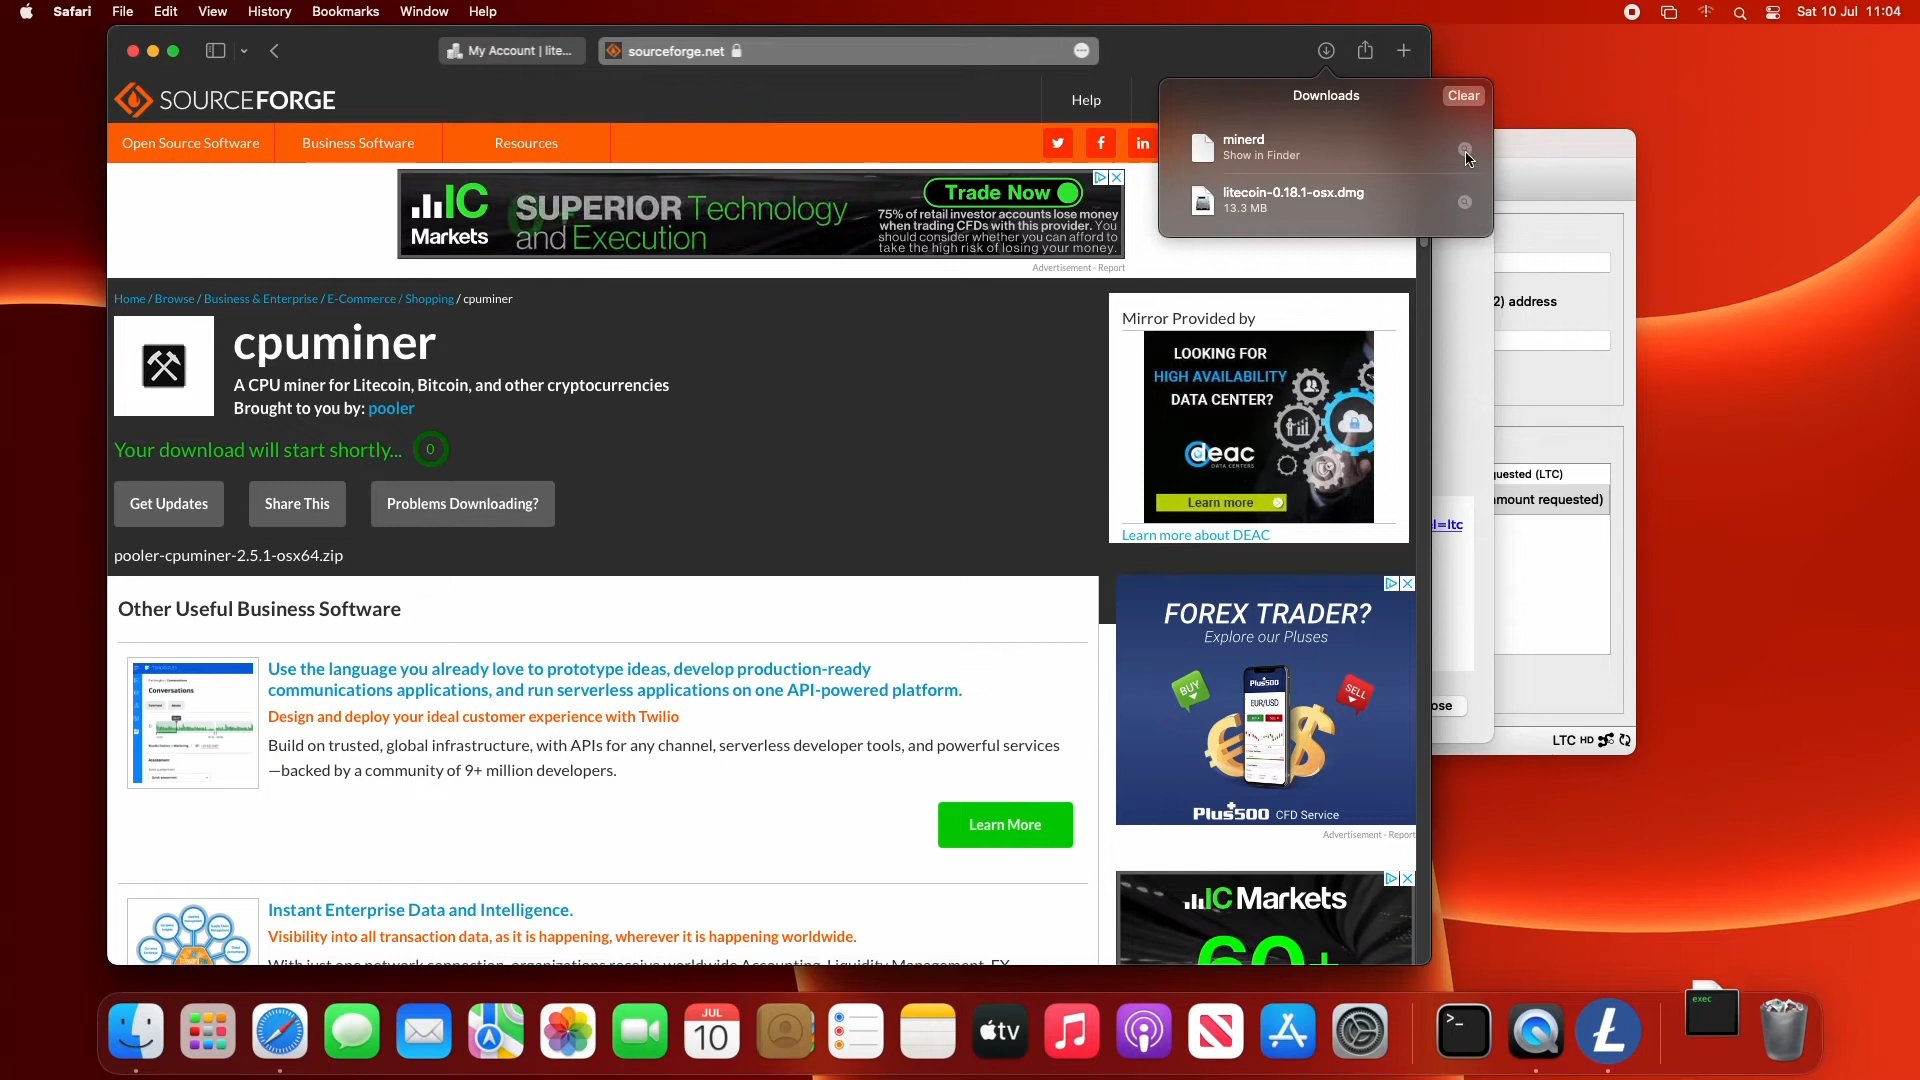 Safari File Edit View History Bookmarks Window Help
Sat 10 Jul 11:04
My Account | lite...
sourceforge.net
SOURCEFORGE
Help
Open Source Software
Business Software
Resources
Downloads
Clear
minerd
Show in Finder
litecoin-0.18.1-osx.dmg
13.3 MB
IC
Markets
SUPERIOR Technology
and Execution
Trade Now
75% of retail investor accounts lose money
when trading CFDs with this provider. You
should consider whether you can afford to
take the high risk of losing your money.
Advertisement - Report
Home / Browse / Business & Enterprise / E-Commerce / Shopping / cpuminer
cpuminer
A CPU miner for Litecoin, Bitcoin, and other cryptocurrencies
Brought to you by: pooler
Your download will start shortly... 0
Get Updates
Share This
Problems Downloading?
pooler-cpuminer-2.5.1-osx64.zip
Mirror Provided by
LOOKING FOR
HIGH AVAILABILITY
DATA CENTER?
deac
DATA CENTERS
Learn more
Learn more about DEAC
2) address
quested (LTC)
amount requested)
l=ltc
ose
LTC HD
Other Useful Business Software
Conversations
Use the language you already love to prototype ideas, develop production-ready
communications applications, and run serverless applications on one API-powered platform.
Design and deploy your ideal customer experience with Twilio
Build on trusted, global infrastructure, with APIs for any channel, serverless developer tools, and powerful services
—backed by a community of 9+ million developers.
Learn More
Instant Enterprise Data and Intelligence.
Visibility into all transaction data, as it is happening, wherever it is happening worldwide.
FOREX TRADER?
Explore our Pluses
Plus500
EUR/USD
BUY
SELL
Plus500 CFD Service
Advertisement - Report
IC Markets
60+
JUL
10
tv
exec